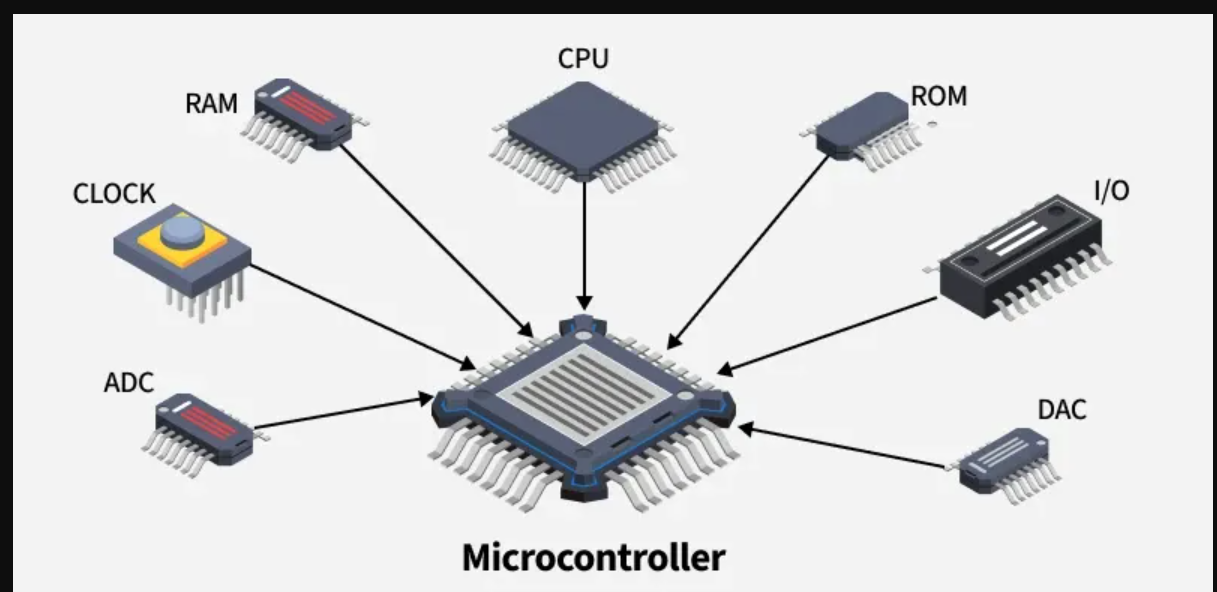 CPU
RAM
ROM
CLOCK
I/O
ADC
DAC
Microcontroller